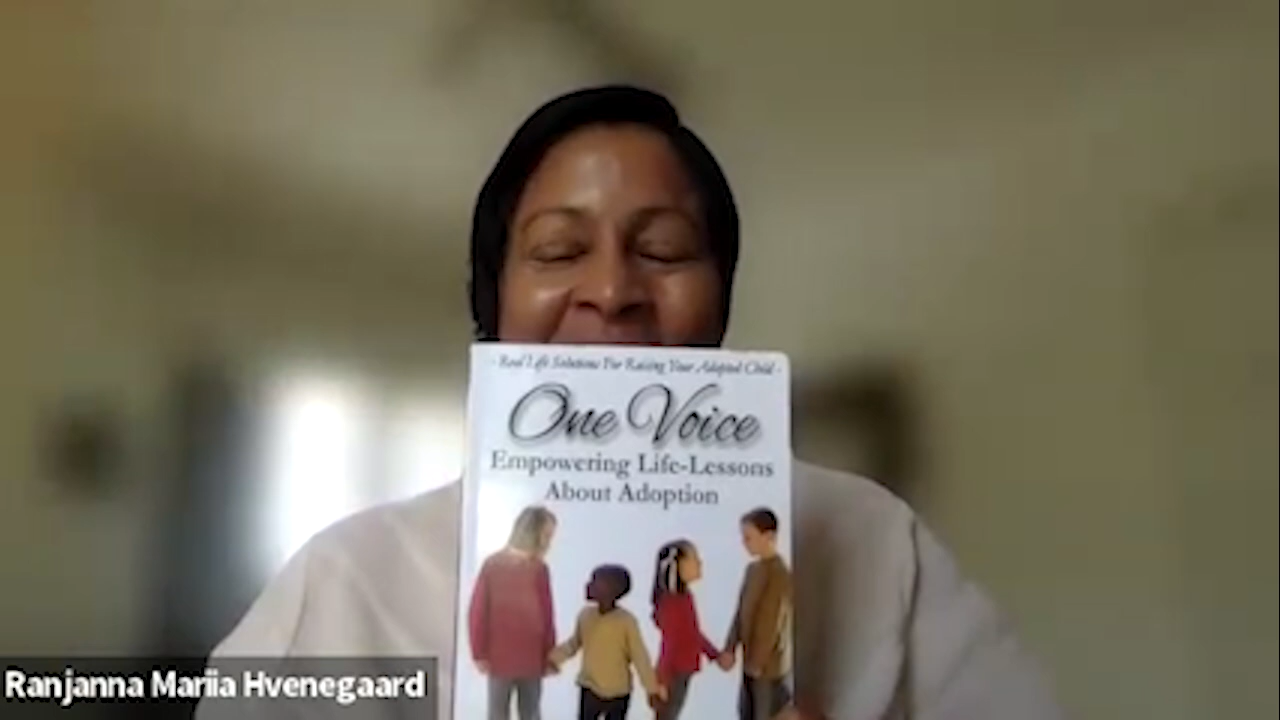 - Real Life Solutions For Raising Your Adopted Child -
One Voice
Empowering Life-Lessons
About Adoption
Ranjanna Mariia Hvenegaard